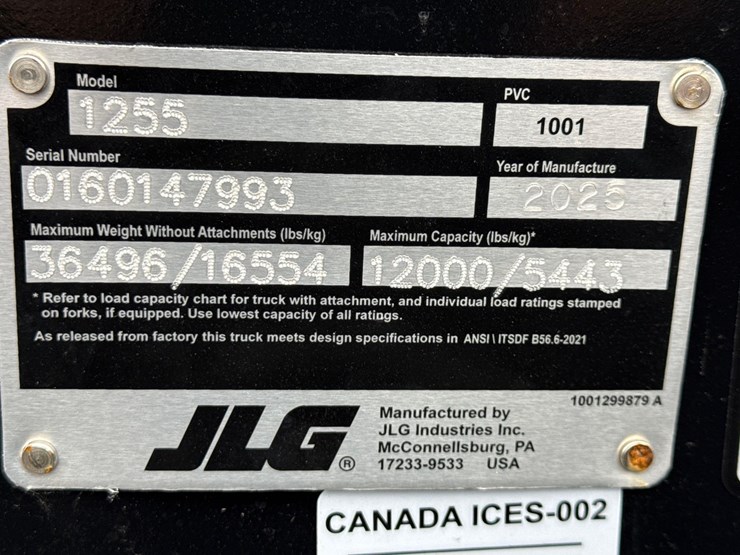 Model
1255
PVC
1001
Serial Number
0160147993
Year of Manufacture
2025
Maximum Weight Without Attachments (lbs/kg)
36496/16554
Maximum Capacity (lbs/kg)*
12000/5443
* Refer to load capacity chart for truck with attachment, and individual load ratings stamped
on forks, if equipped. Use lowest capacity of all ratings.
As released from factory this truck meets design specifications in ANSI \ ITSDF B56.6-2021
1001299879 A
JLG®
Manufactured by
JLG Industries Inc.
McConnellsburg, PA
17233-9533 USA
CANADA ICES-002